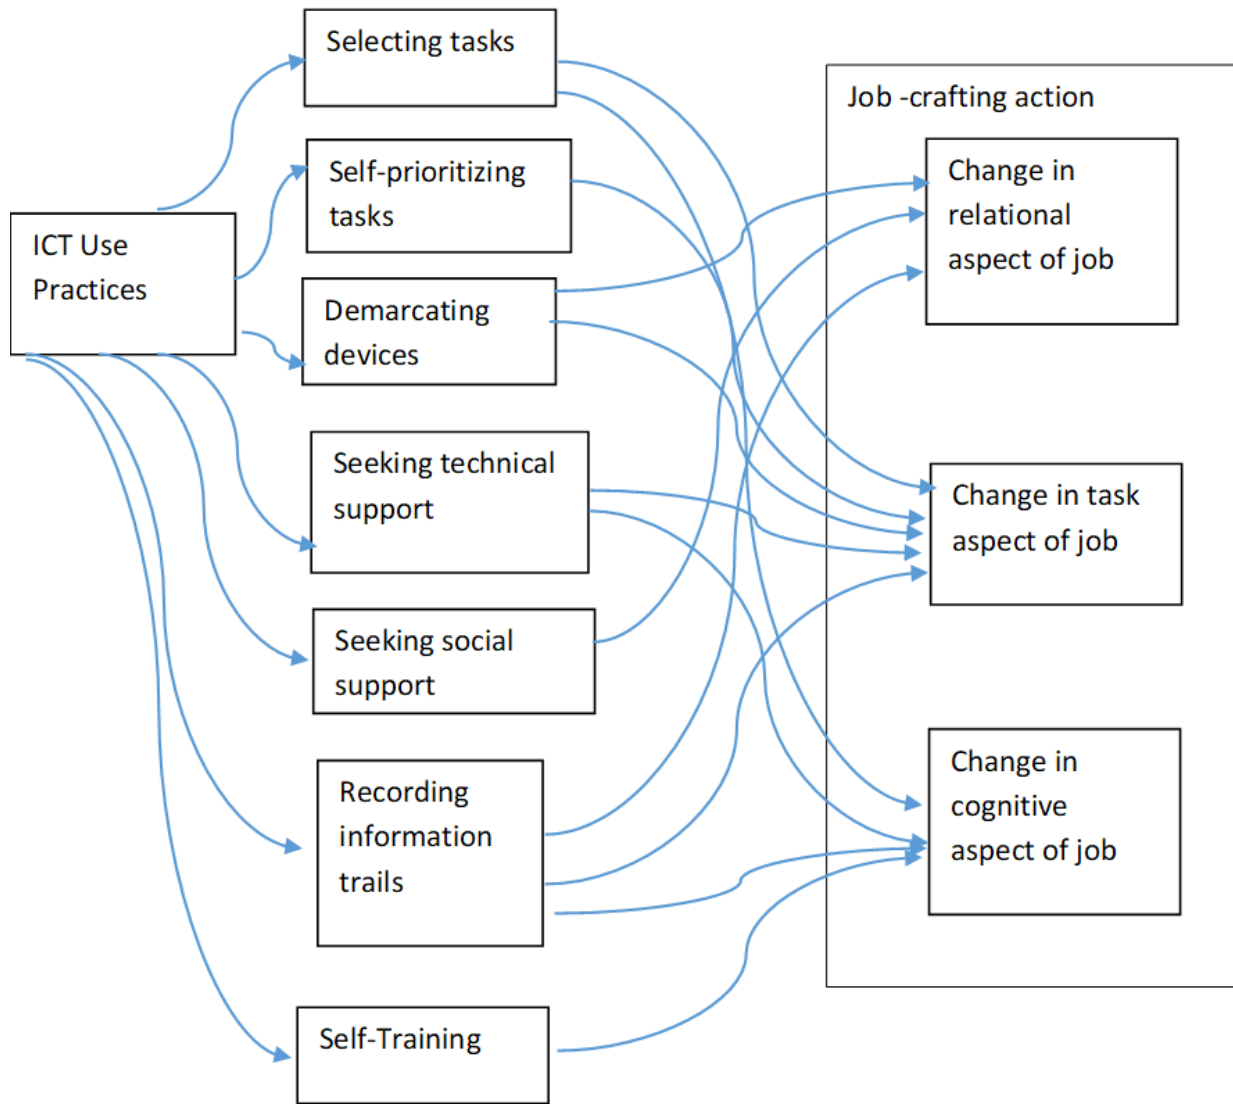 ICT Use
Practices
Selecting tasks
Self-prioritizing
tasks
Demarcating
devices
Seeking technical
support
Seeking social
support
Recording
information
trails
Self-Training
Job -crafting action
Change in
relational
aspect of job
Change in task
aspect of job
Change in
cognitive
aspect of job